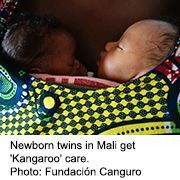 Newborn twins in Mali get
'Kangaroo' care.
Photo: Fundación Canguro